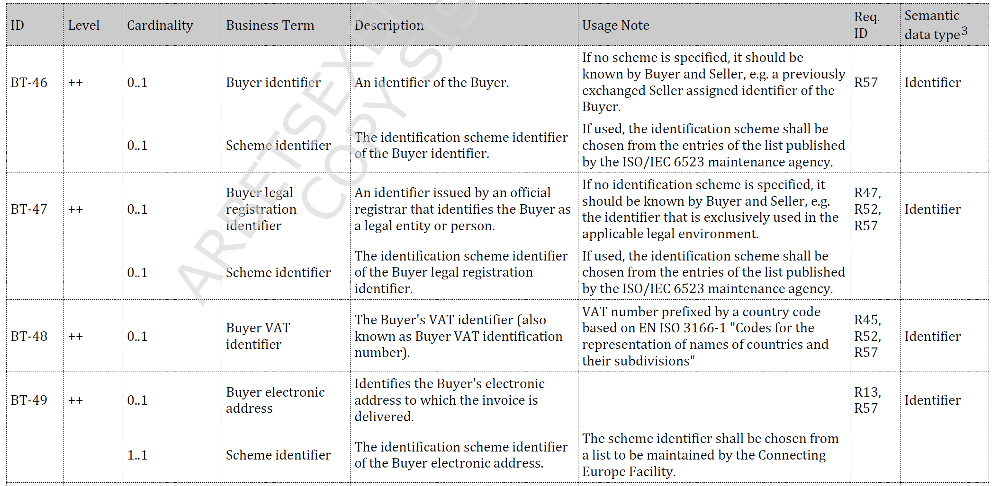 ID Level Cardinality Business Term Description Usage Note Req. ID Semantic data type3
BT-46 ++ 0..1 Buyer identifier An identifier of the Buyer.
If no scheme is specified, it should be
known by Buyer and Seller, e.g. a previously
exchanged Seller assigned identifier of the
Buyer.
R57 Identifier
0..1 Scheme identifier
The identification scheme identifier
of the Buyer identifier.
If used, the identification scheme shall be
chosen from the entries of the list published
by the ISO/IEC 6523 maintenance agency.
BT-47 ++ 0..1
Buyer legal
registration
identifier
An identifier issued by an official
registrar that identifies the Buyer as
a legal entity or person.
If no identification scheme is specified, it
should be known by Buyer and Seller, e.g.
the identifier that is exclusively used in the
applicable legal environment.
R47,
R52,
R57
Identifier
0..1 Scheme identifier
The identification scheme identifier
of the Buyer legal registration
identifier.
If used, the identification scheme shall be
chosen from the entries of the list published
by the ISO/IEC 6523 maintenance agency.
BT-48 ++ 0..1
Buyer VAT
identifier
The Buyer's VAT identifier (also
known as Buyer VAT identification
number).
VAT number prefixed by a country code
based on EN ISO 3166-1 "Codes for the
representation of names of countries and
their subdivisions"
R45,
R52,
R57
Identifier
BT-49 ++ 0..1
Buyer electronic
address
Identifies the Buyer's electronic
address to which the invoice is
delivered.
R13,
R57
Identifier
1..1 Scheme identifier
The identification scheme identifier
of the Buyer electronic address.
The scheme identifier shall be chosen from
a list to be maintained by the Connecting
Europe Facility.
ARBETSEXEM
COPY SIS